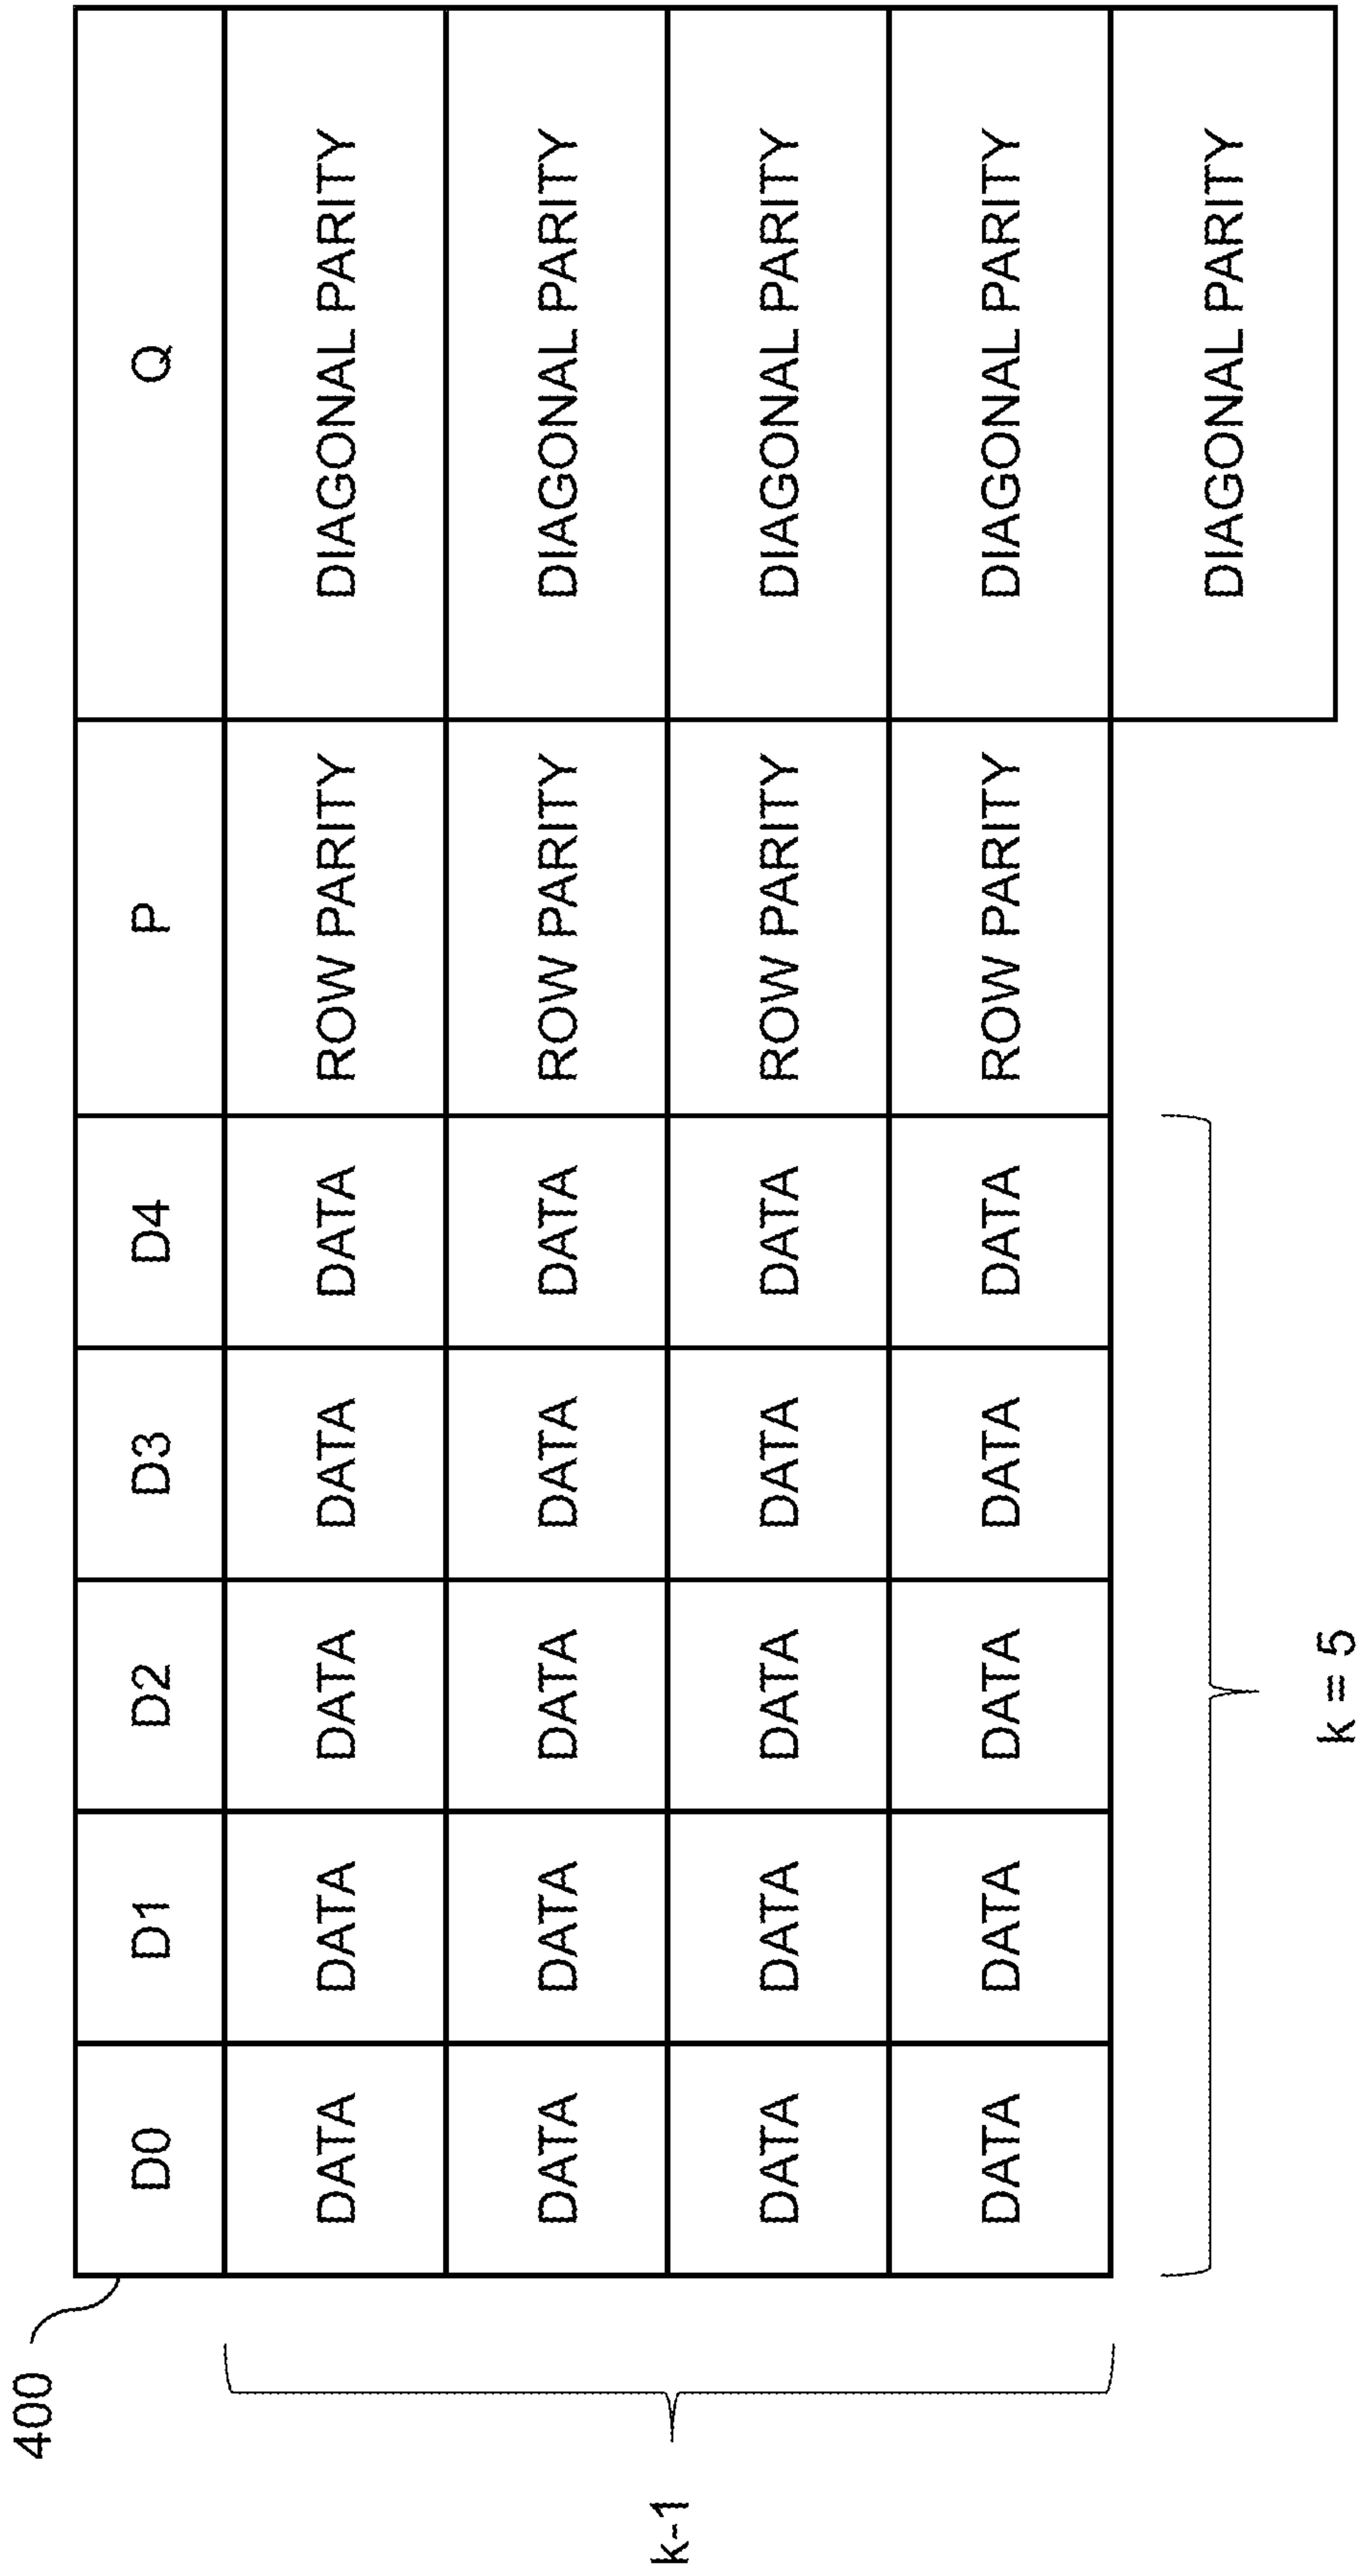 400
D0 D1 D2 D3 D4 P Q
DATA DATA DATA DATA DATA ROW PARITY DIAGONAL PARITY
DATA DATA DATA DATA DATA ROW PARITY DIAGONAL PARITY
k-1
DATA DATA DATA DATA DATA ROW PARITY DIAGONAL PARITY
DATA DATA DATA DATA DATA ROW PARITY DIAGONAL PARITY
DIAGONAL PARITY
k = 5